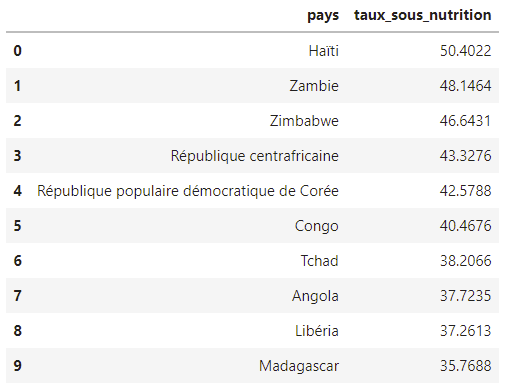 pays taux_sous_nutrition
0 Haïti 50.4022
1 Zambie 48.1464
2 Zimbabwe 46.6431
3 République centrafricaine 43.3276
4 République populaire démocratique de Corée 42.5788
5 Congo 40.4676
6 Tchad 38.2066
7 Angola 37.7235
8 Libéria 37.2613
9 Madagascar 35.7688